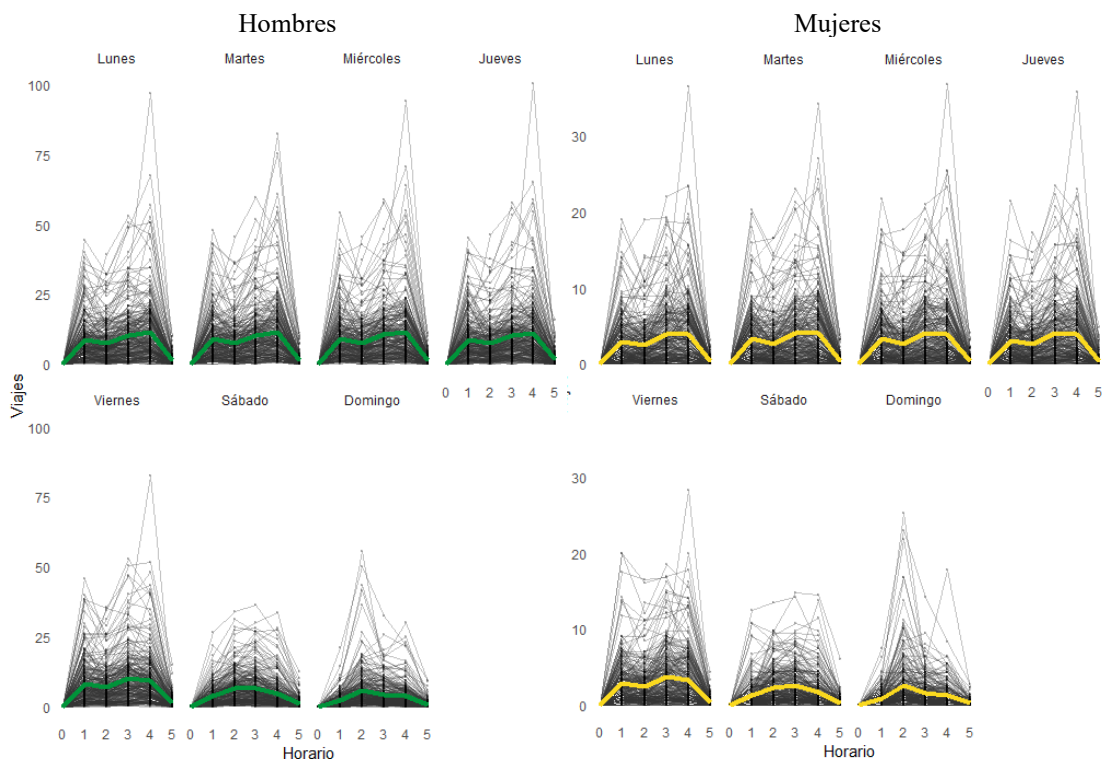 Hombres Mujeres
Lunes Martes Miércoles Jueves Lunes Martes Miércoles Jueves
100
75
50
25
0
30
20
10
0
0 1 2 3 4 5 0 1 2 3 4 5
Viajes
Viernes Sábado Domingo Viernes Sábado Domingo
100
75
50
25
0
30
20
10
0
0 1 2 3 4 5 0 1 2 3 4 5 0 1 2 3 4 5 0 1 2 3 4 5 0 1 2 3 4 5 0 1 2 3 4 5
Horario Horario